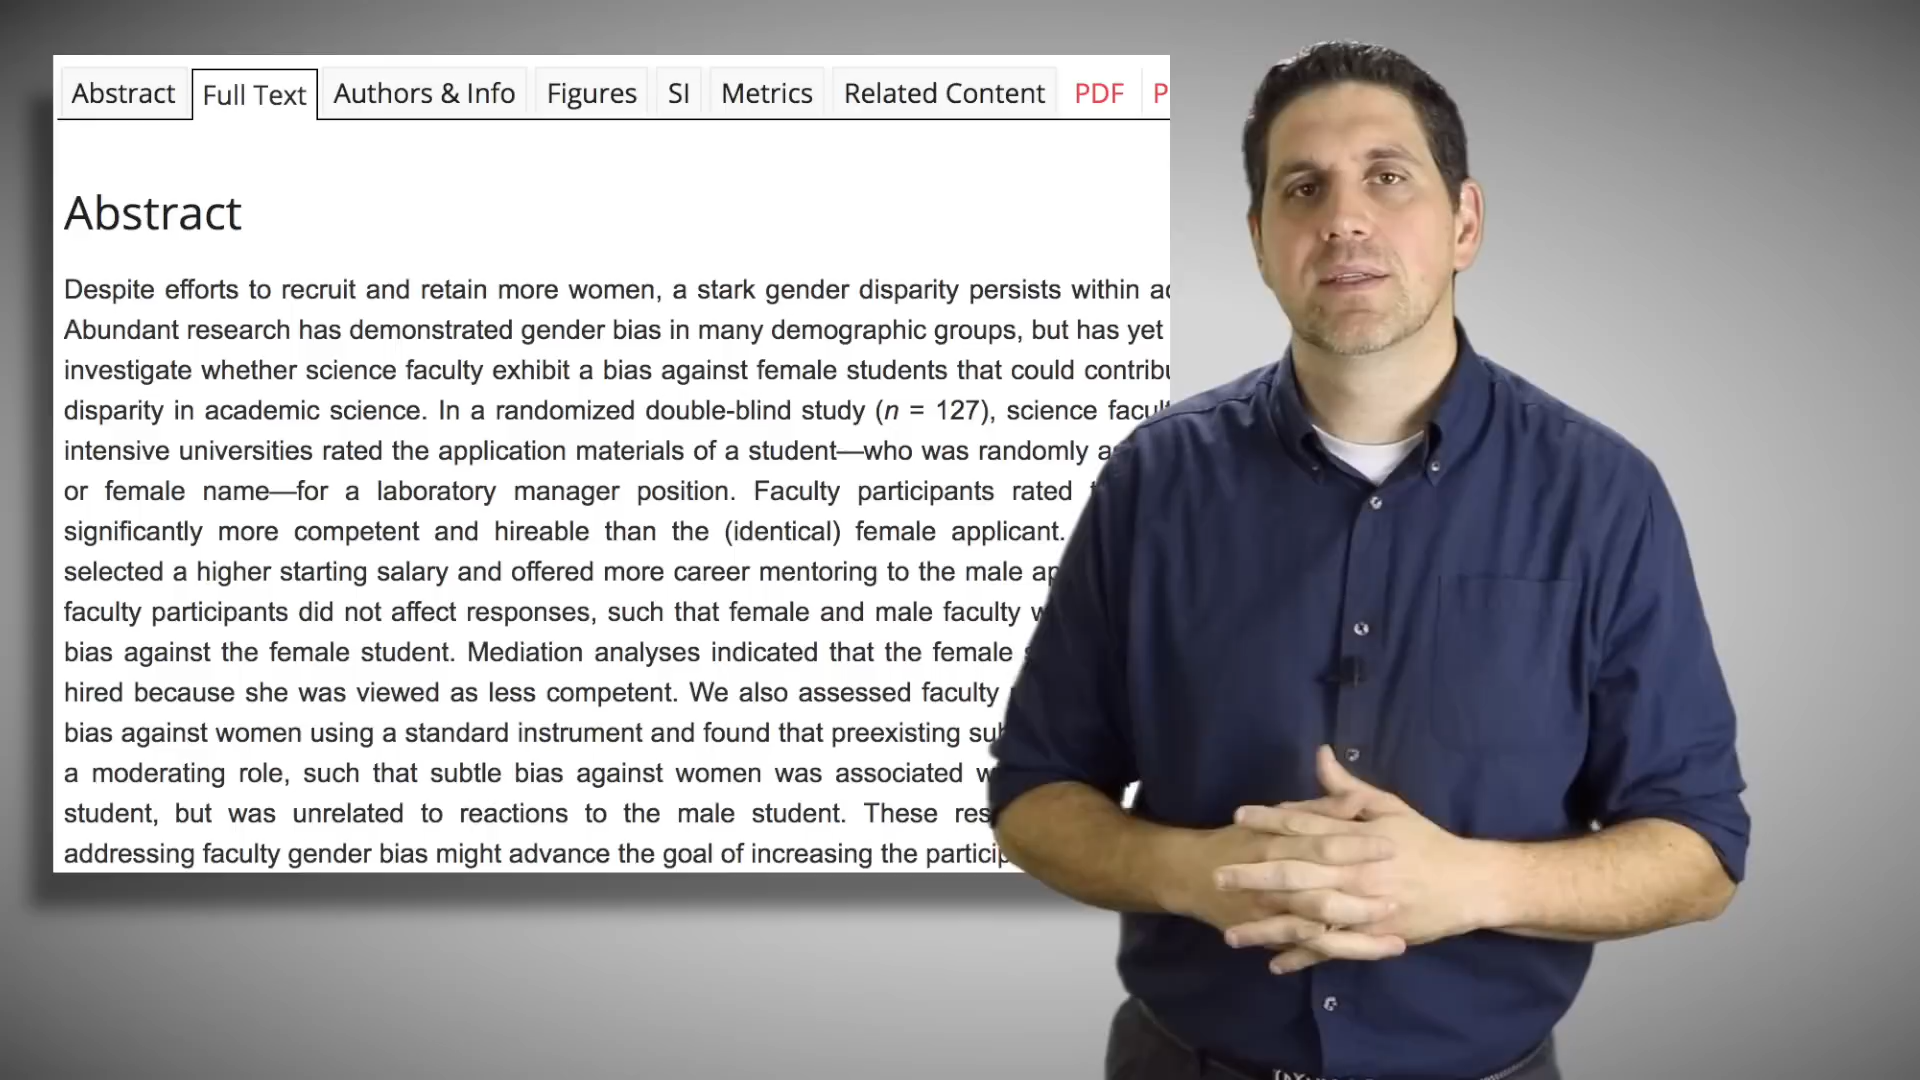 Abstract Full Text Authors & Info Figures SI Metrics Related Content PDF P
Abstract
Despite efforts to recruit and retain more women, a stark gender disparity persists within
Abundant research has demonstrated gender bias in many demographic groups, but has yet
investigate whether science faculty exhibit a bias against female students that could
disparity in academic science. In a randomized double-blind study (n = 127), science
intensive universities rated the application materials of a student—who was randomly
or female name—for a laboratory manager position. Faculty participants rated
significantly more competent and hireable than the (identical) female applicant.
selected a higher starting salary and offered more career mentoring to the male
faculty participants did not affect responses, such that female and male faculty
bias against the female student. Mediation analyses indicated that the female
hired because she was viewed as less competent. We also assessed faculty
bias against women using a standard instrument and found that preexisting
a moderating role, such that subtle bias against women was associated
student, but was unrelated to reactions to the male student. These
addressing faculty gender bias might advance the goal of increasing the